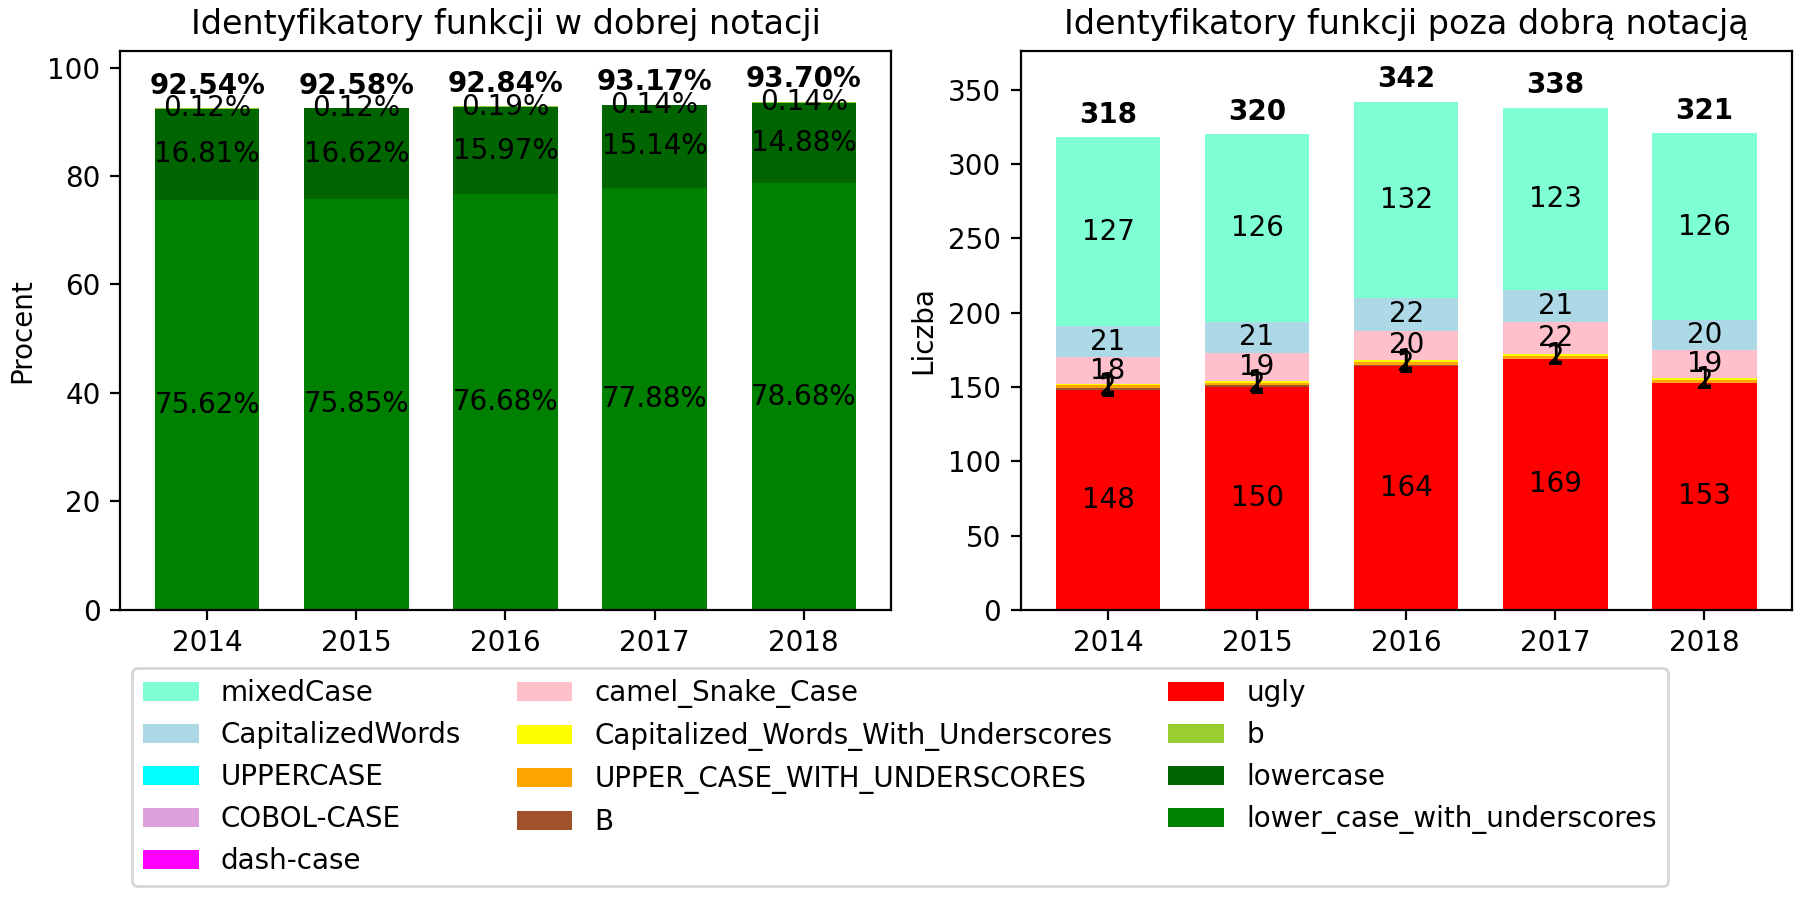 Identyfikatory funkcji w dobrej notacji
Procent
100
80
60
40
20
0
92.54% 92.58% 92.84% 93.17% 93.70%
0.12% 0.12% 0.19% 0.14% 0.14%
16.81% 16.62% 15.97% 15.14% 14.88%
75.62% 75.85% 76.68% 77.88% 78.68%
2014 2015 2016 2017 2018
Identyfikatory funkcji poza dobrą notacją
Liczba
350
300
250
200
150
100
50
0
318 320 342 338 321
127 126 132 123 126
21 21 22 21 20
18 19 20 22 19
148 150 164 169 153
2014 2015 2016 2017 2018
mixedCase
CapitalizedWords
UPPERCASE
COBOL-CASE
dash-case
camel_Snake_Case
Capitalized_Words_With_Underscores
UPPER_CASE_WITH_UNDERSCORES
B
ugly
b
lowercase
lower_case_with_underscores